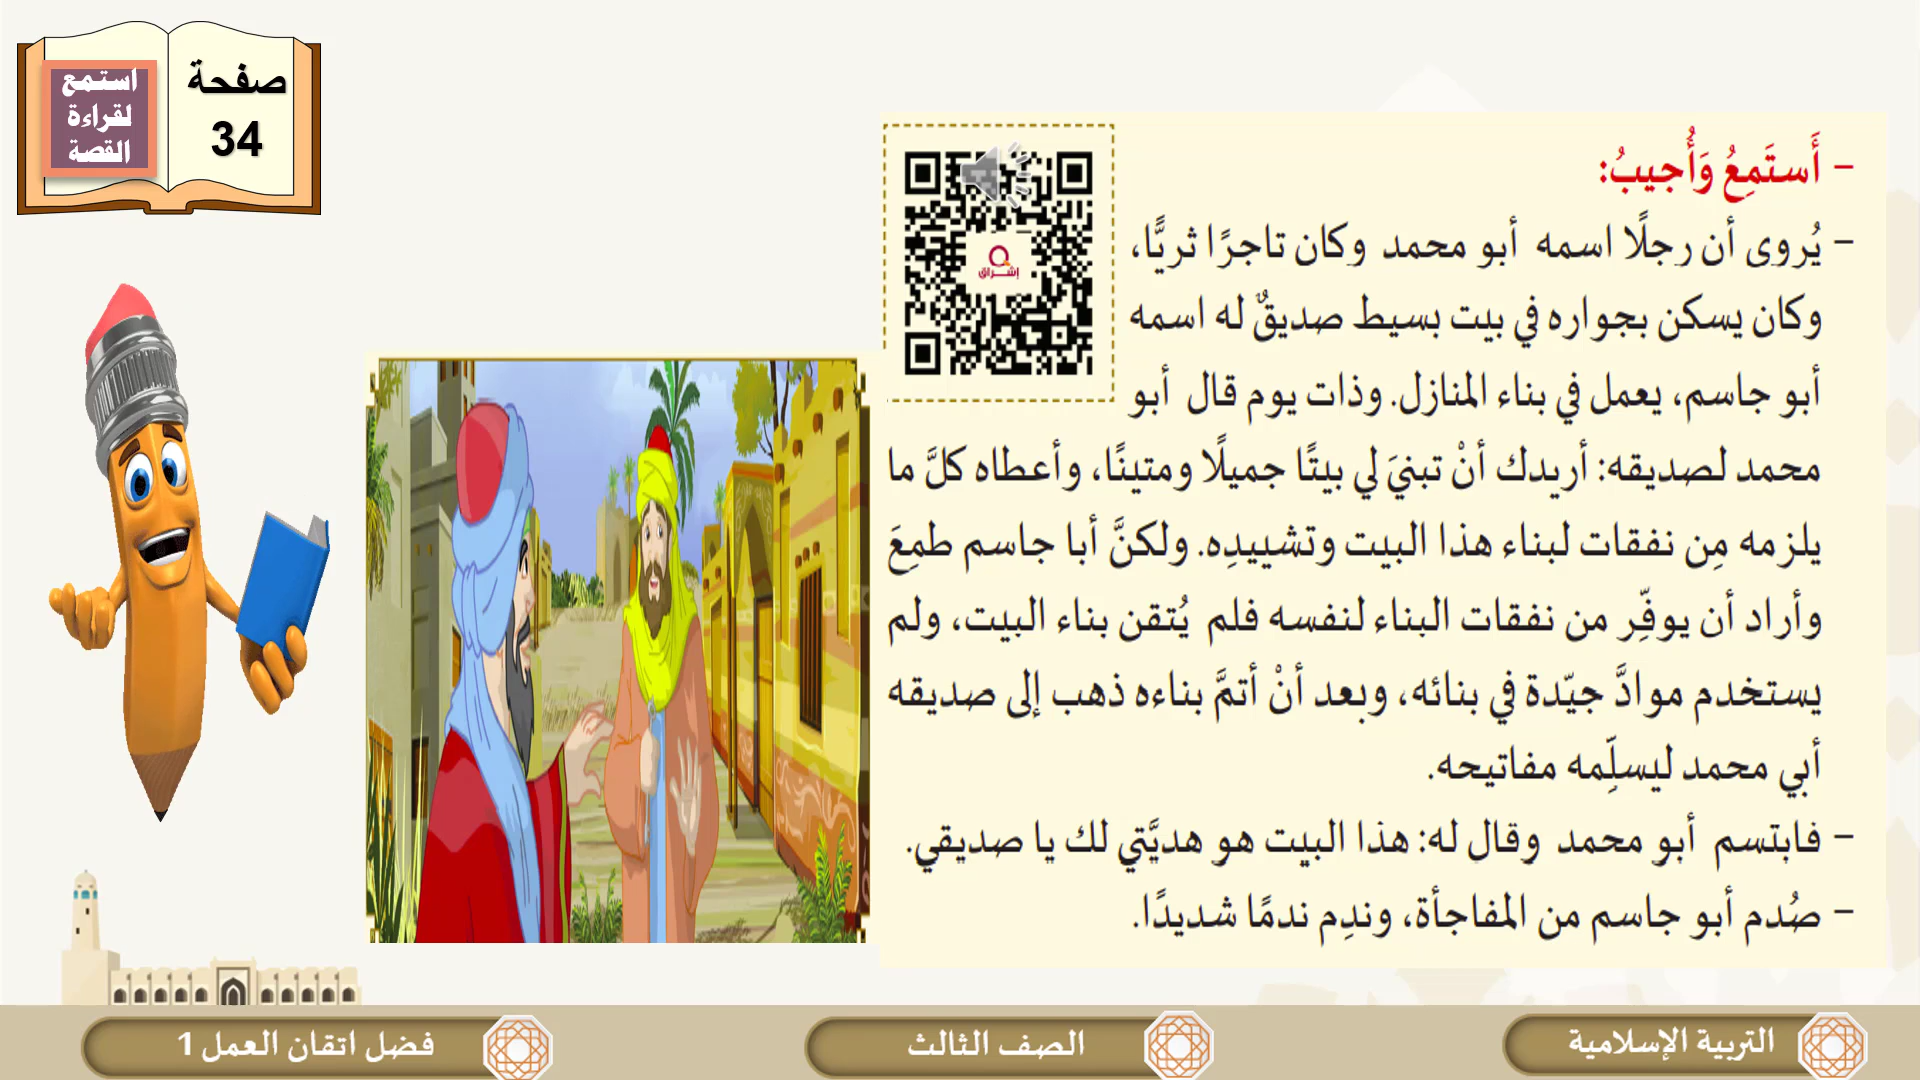 صفحة
34
استمع
لقراءة
القصة
– أَستَمِعُ وَأُجيبُ:
– يُروى أن رجلًا اسمه أبو محمد وكان تاجرًا ثريًّا،
وكان يسكن بجواره في بيت بسيط صديقٌ له اسمه
أبو جاسم، يعمل في بناء المنازل. وذات يوم قال أبو
محمد لصديقه: أريدك أنْ تبنيَ لي بيتًا جميلًا ومتينًا، وأعطاه كلَّ ما
يلزمه مِن نفقات لبناء هذا البيت وتشييدِه. ولكنَّ أبا جاسم طمِعَ
وأراد أن يوفِّر من نفقات البناء لنفسه فلم يُتقن بناء البيت، ولم
يستخدم موادَّ جيّدة في بنائه، وبعد أنْ أتمَّ بناءه ذهب إلى صديقه
أبي محمد ليسلِّمه مفاتيحه.
– فابتسم أبو محمد وقال له: هذا البيت هو هديَّتي لك يا صديقي.
– صُدم أبو جاسم من المفاجأة، وندِم ندمًا شديدًا.
إشراق
التربية الإسلامية
الصف الثالث
فضل اتقان العمل 1